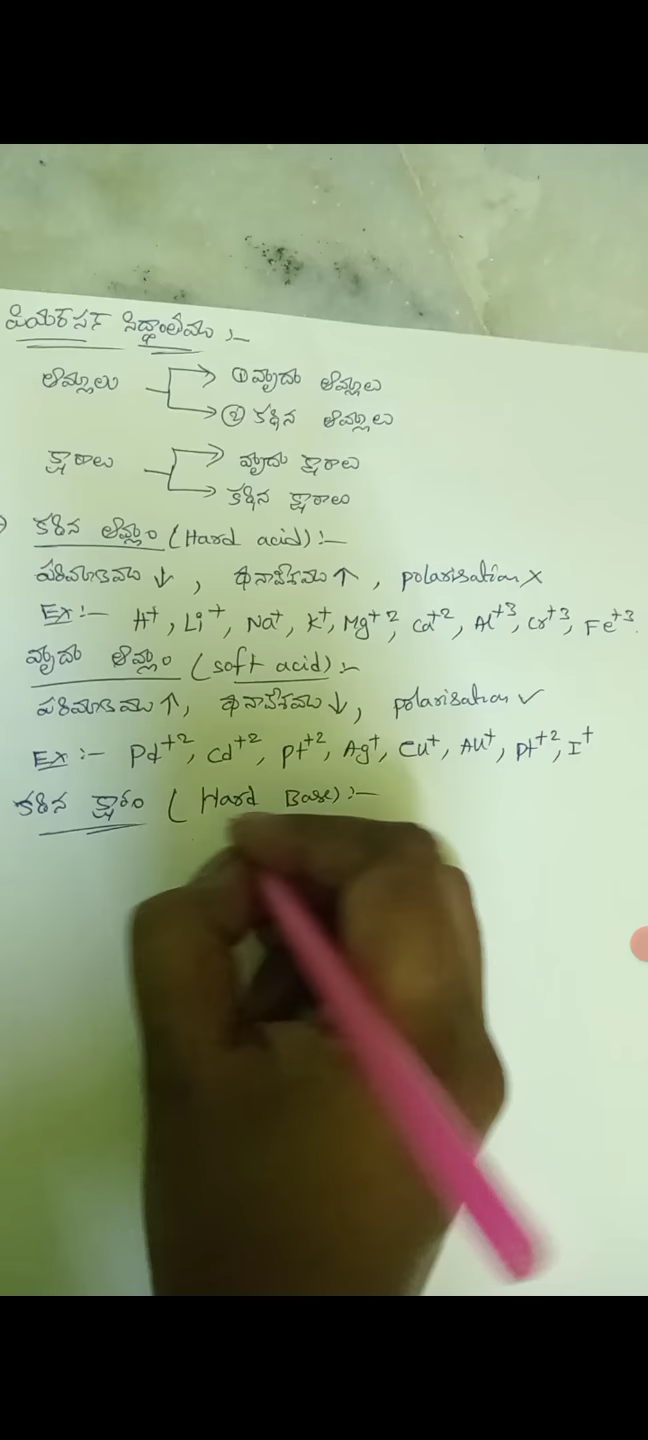 పియర్‌సన్ సిద్ధాంతము :-
ఆమ్లాలు → ① మృదు ఆమ్లాలు
→ ② కఠిన ఆమ్లాలు
క్షారాలు → మృదు క్షారాలు
→ కఠిన క్షారాలు
కఠిన ఆమ్లం (Hard acid) :-
పరిమాణము ↓, ధనావేశము ↑, polarisation ×
Ex :- H⁺, Li⁺, Na⁺, K⁺, Mg⁺², Ca⁺², Al⁺³, Cr⁺³, Fe⁺³.
మృదు ఆమ్లం (soft acid) :-
పరిమాణము ↑, ధనావేశము ↓, polarisation ✓
Ex :- Pd⁺², Cd⁺², Pt⁺², Ag⁺, Cu⁺, Au⁺, Pt⁺², I⁺
కఠిన క్షారం (Hard Base) :-